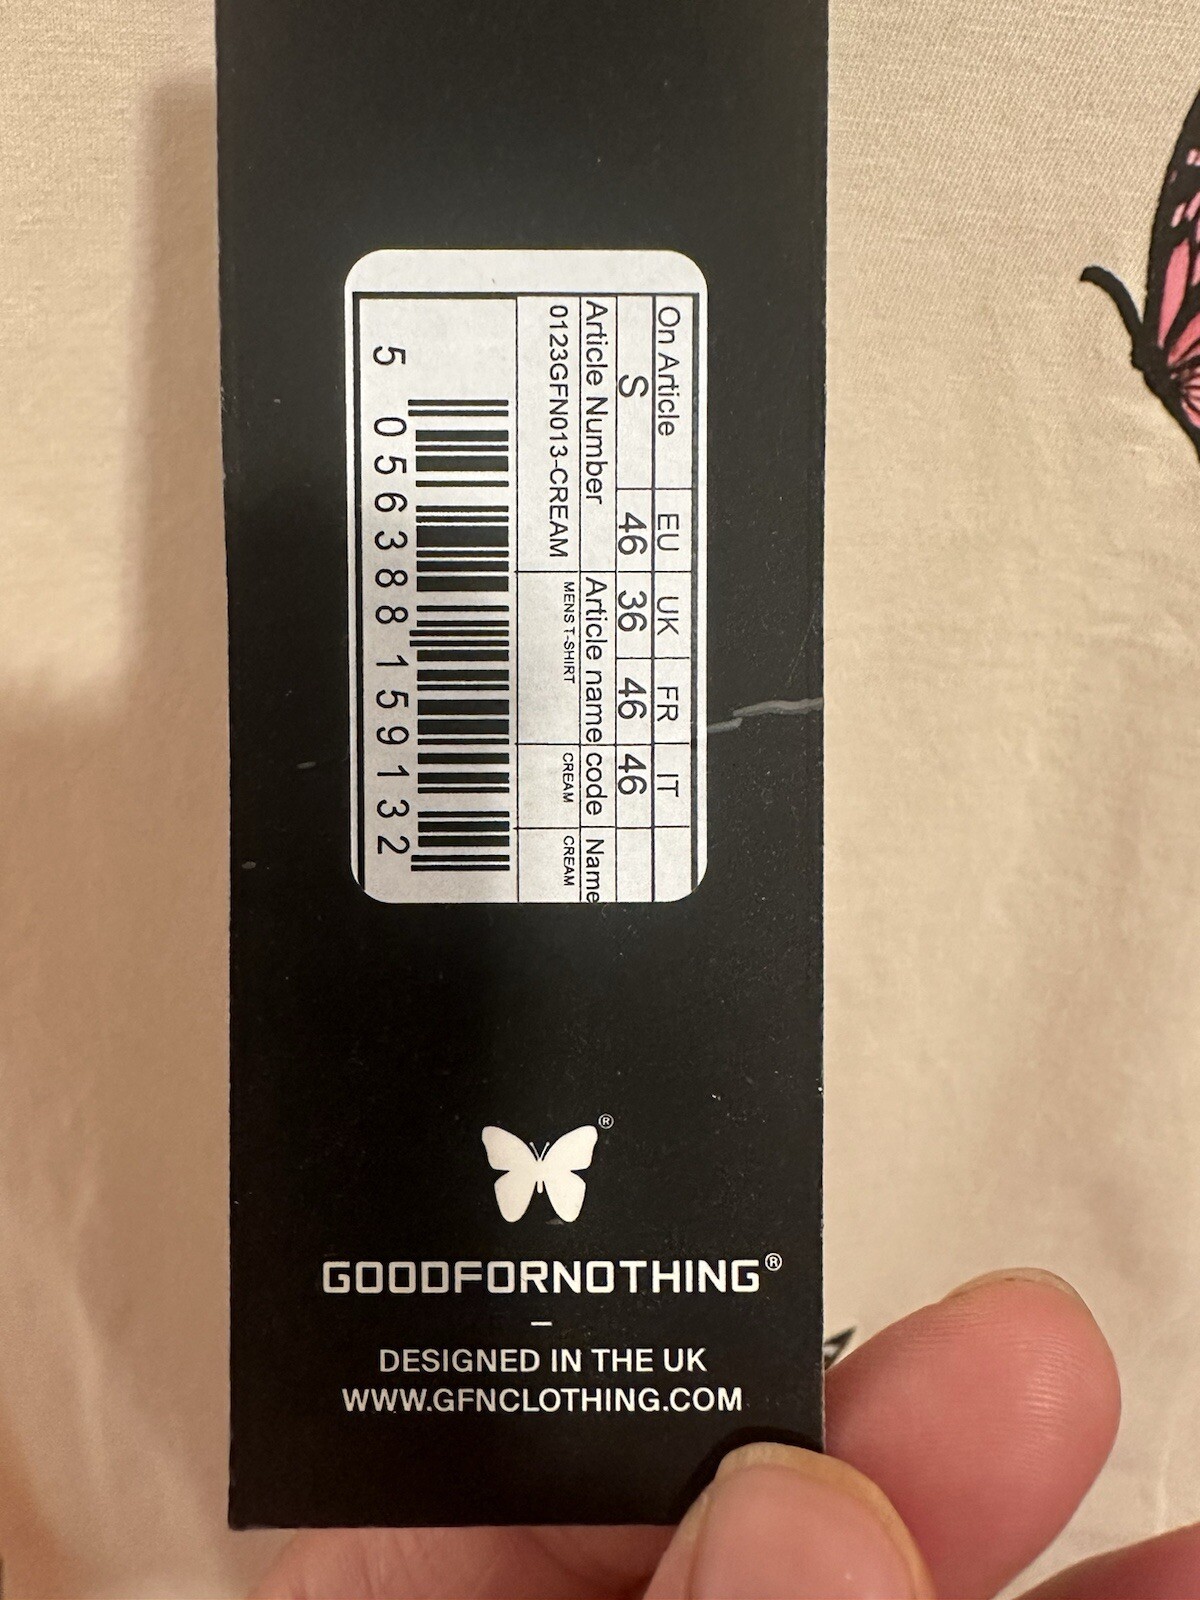 On Article EU UK FR IT
S 46 36 46 46
Article Number Article name code Name
0123GFN013-CREAM MENS T-SHIRT CREAM CREAM
5 056388 159132
®
GOODFORNOTHING®
DESIGNED IN THE UK
WWW.GFNCLOTHING.COM